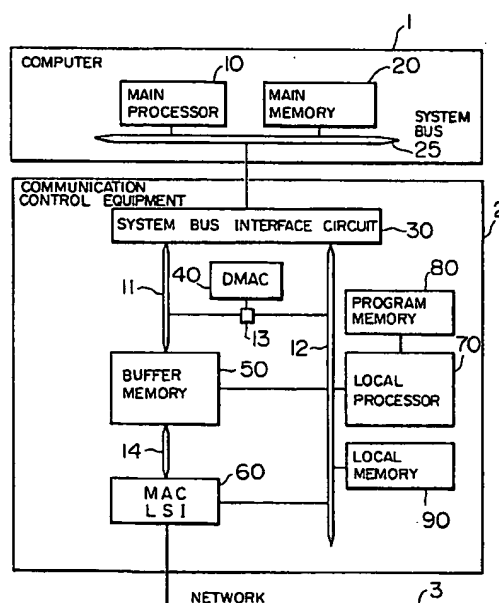 1
COMPUTER
10
20
MAIN
PROCESSOR
MAIN
MEMORY
SYSTEM
BUS
25
COMMUNICATION
CONTROL EQUIPMENT
2
SYSTEM BUS INTERFACE CIRCUIT
30
40
DMAC
11
13
12
80
PROGRAM
MEMORY
70
50
BUFFER
MEMORY
LOCAL
PROCESSOR
14
60
MAC
LSI
LOCAL
MEMORY
90
NETWORK
3